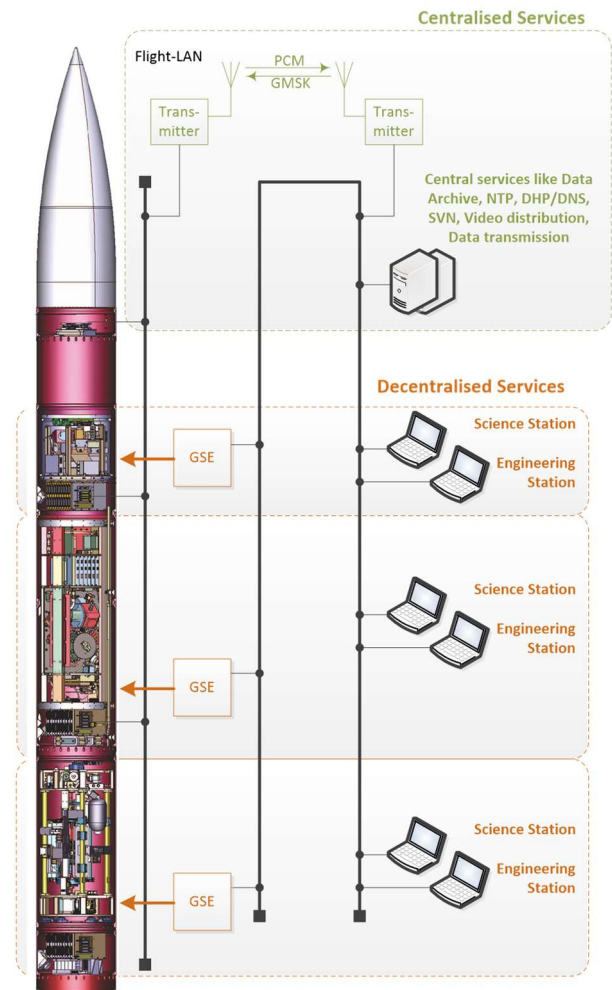 Centralised Services
Flight-LAN
PCM
GMSK
Trans-
mitter
Trans-
mitter
Central services like Data
Archive, NTP, DHP/DNS,
SVN, Video distribution,
Data transmission
Decentralised Services
GSE
Science Station
Engineering
Station
GSE
Science Station
Engineering
Station
GSE
Science Station
Engineering
Station